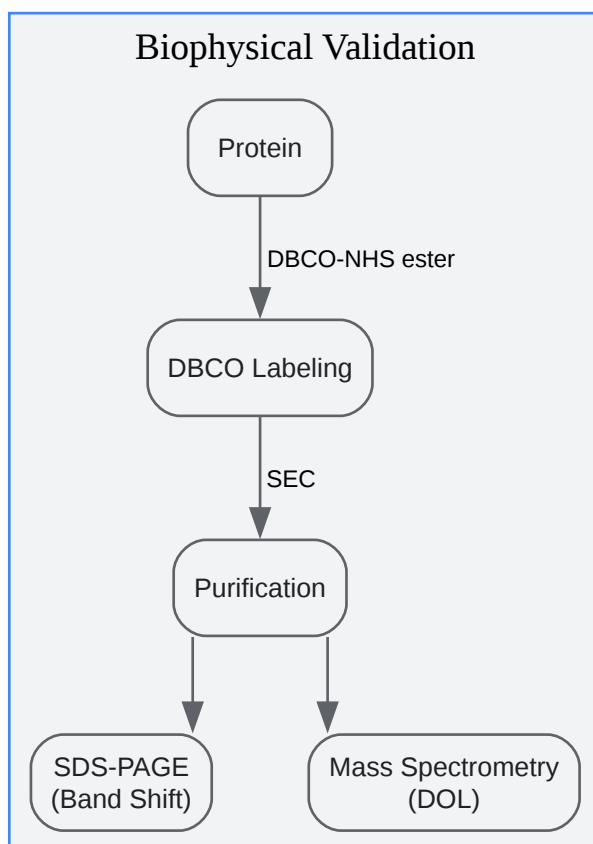 Biophysical Validation
Protein
DBCO-NHS ester
DBCO Labeling
SEC
Purification
SDS-PAGE
(Band Shift)
Mass Spectrometry
(DOL)